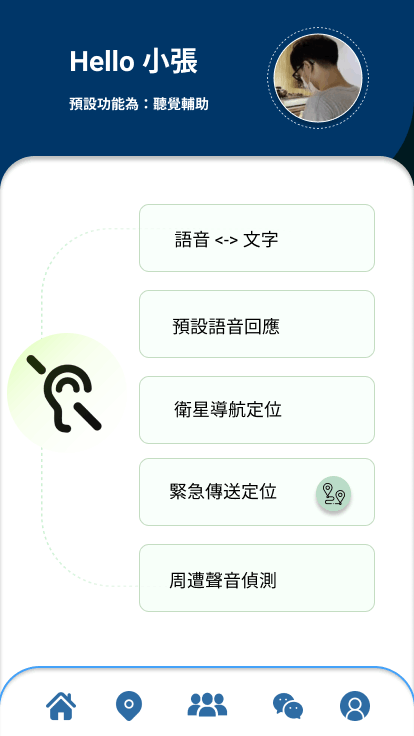 Hello 小張
預設功能為：聽覺輔助
語音 <-> 文字
預設語音回應
衛星導航定位
緊急傳送定位
周遭聲音偵測